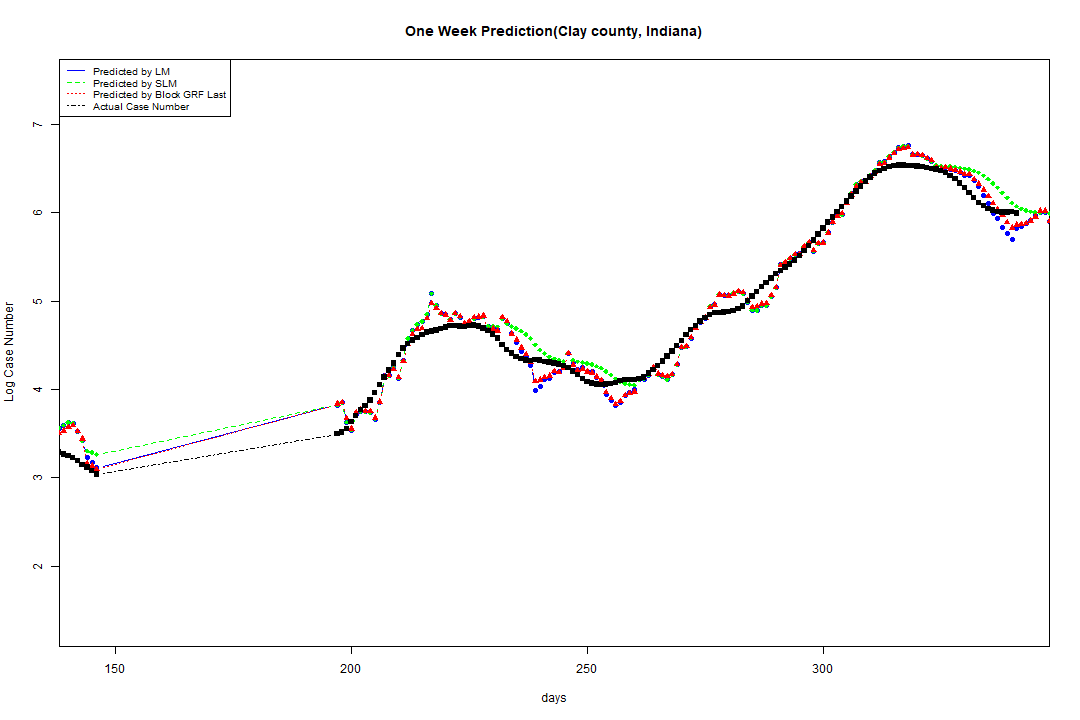 One Week Prediction(Clay county, Indiana)
Predicted by LM
Predicted by SLM
Predicted by Block GRF Last
Actual Case Number
7
6
5
4
3
2
Log Case Number
150
200
250
300
days